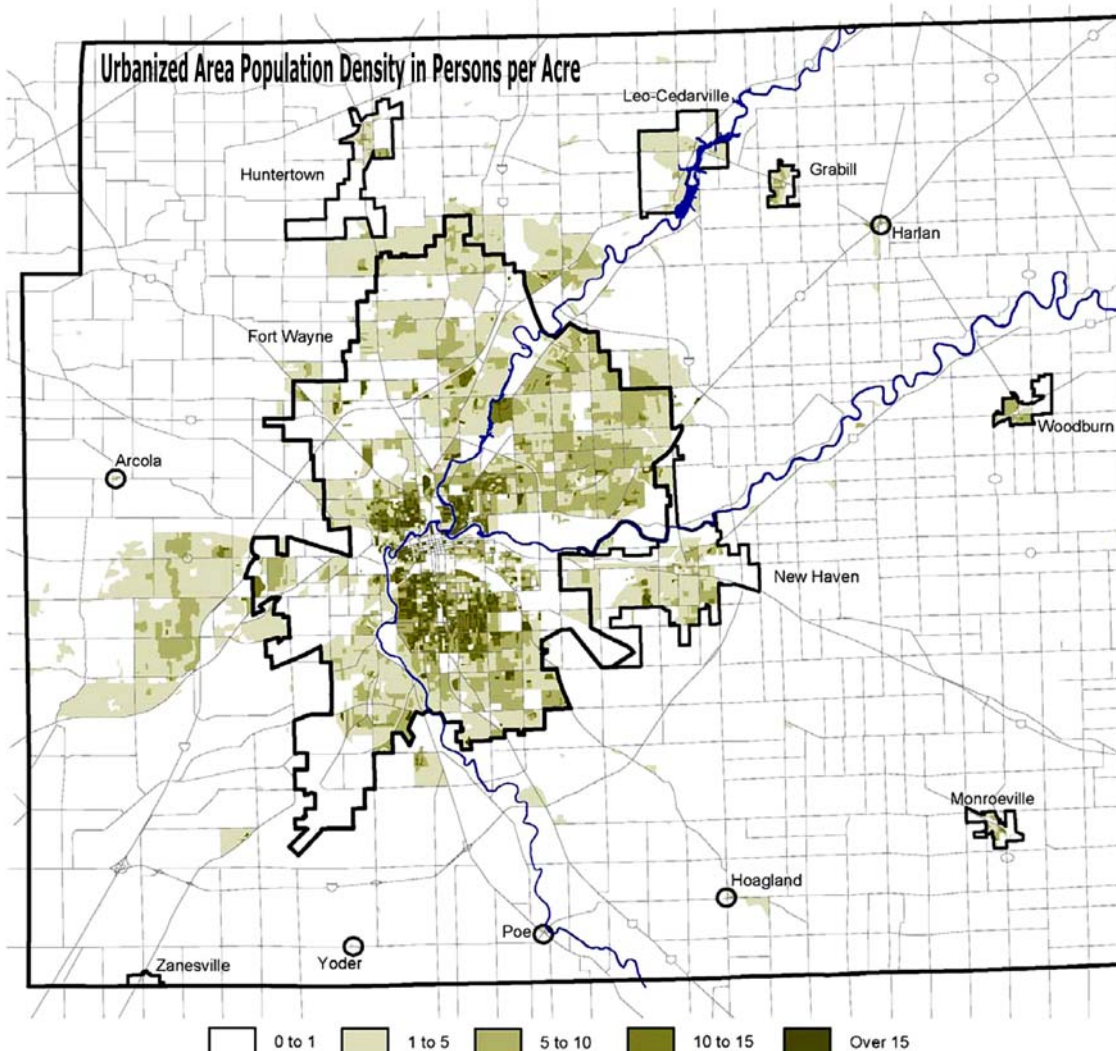 Urbanized Area Population Density in Persons per Acre
Leo-Cedarville
Huntertown
Grabill
Harlan
Fort Wayne
Woodburn
Arcola
New Haven
Monroeville
Hoagland
Poe
Yoder
Zanesville
0 to 1 1 to 5 5 to 10 10 to 15 Over 15